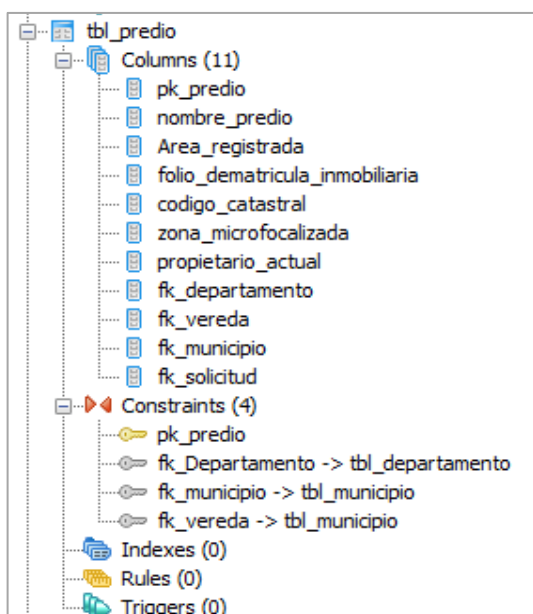 tbl_predio
Columns (11)
pk_predio
nombre_predio
Area_registrada
folio_dematricula_inmobiliaria
codigo_catastral
zona_microfocalizada
propietario_actual
fk_departamento
fk_vereda
fk_municipio
fk_solicitud
Constraints (4)
pk_predio
fk_Departamento -> tbl_departamento
fk_municipio -> tbl_municipio
fk_vereda -> tbl_municipio
Indexes (0)
Rules (0)
Triggers (0)